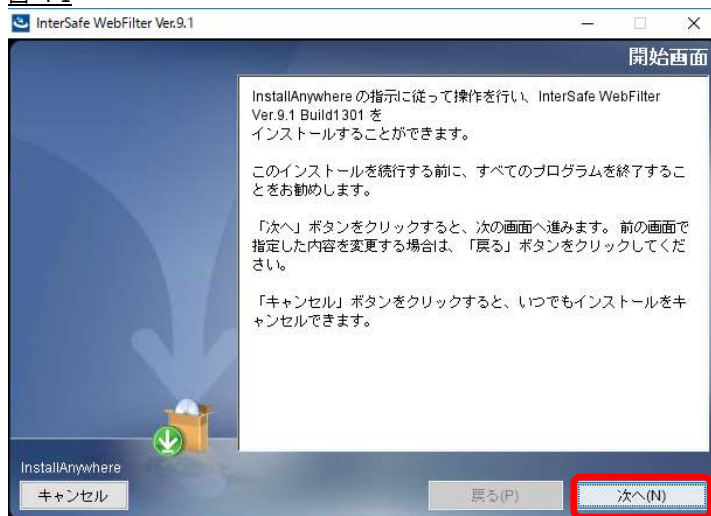 InterSafe WebFilter Ver.9.1
開始画面
InstallAnywhere の指示に従って操作を行い、InterSafe WebFilter
Ver.9.1 Build1301 を
インストールすることができます。
このインストールを続行する前に、すべてのプログラムを終了するこ
とをお勧めします。
「次へ」ボタンをクリックすると、次の画面へ進みます。 前の画面で
指定した内容を変更する場合は、「戻る」ボタンをクリックしてくだ
さい。
「キャンセル」ボタンをクリックすると、いつでもインストールをキ
ャンセルできます。
InstallAnywhere
キャンセル
戻る(P)
次へ(N)